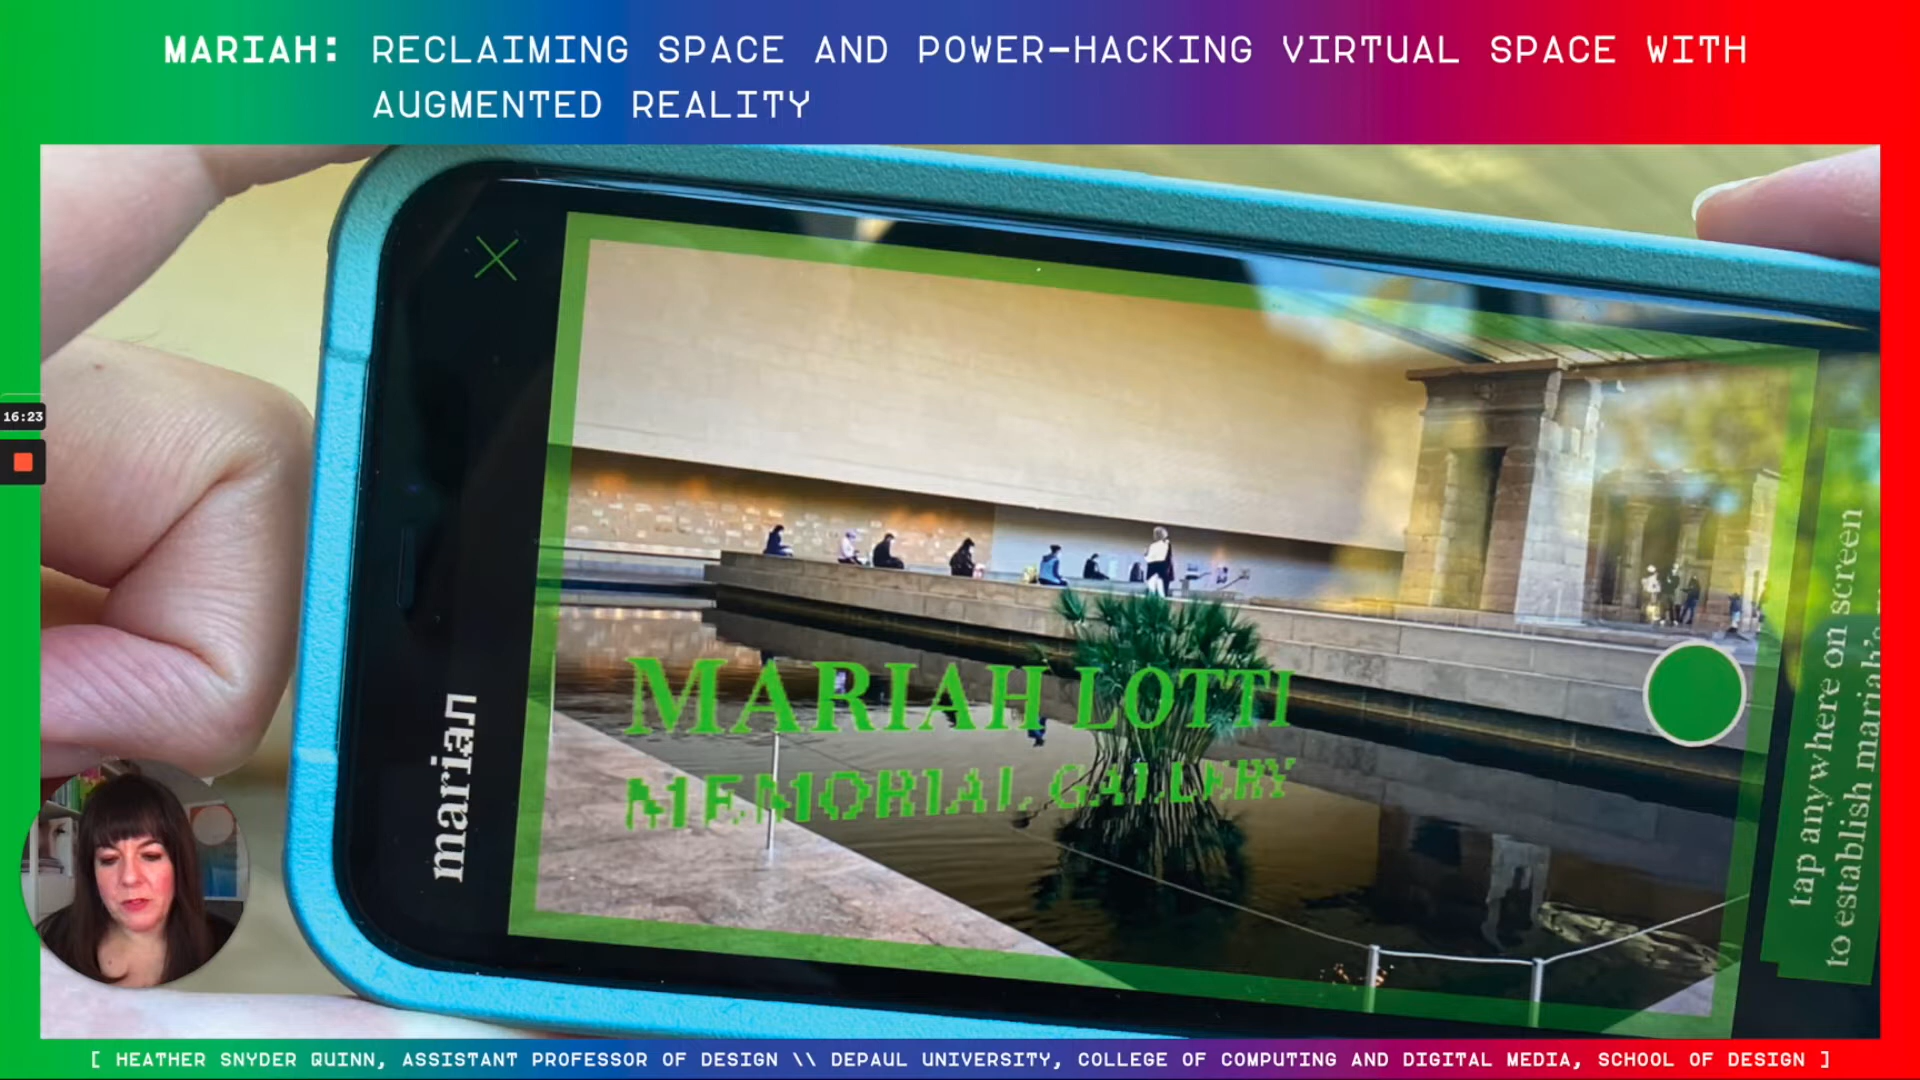 MARIAH: RECLAIMING SPACE AND POWER-HACKING VIRTUAL SPACE WITH
AUGMENTED REALITY
16:23
mariah
MARIAH LOTTI
MEMORIAL GALLERY
tap anywhere on screen
to establish mariah's
[ HEATHER SNYDER QUINN, ASSISTANT PROFESSOR OF DESIGN \\ DEPAUL UNIVERSITY, COLLEGE OF COMPUTING AND DIGITAL MEDIA, SCHOOL OF DESIGN ]